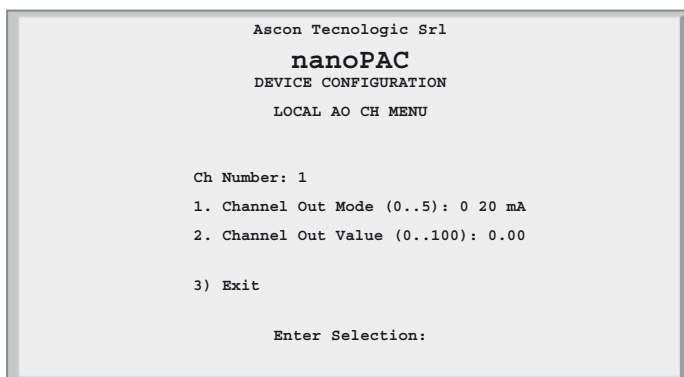 Ascon Tecnologic Srl
nanoPAC
DEVICE CONFIGURATION
LOCAL AO CH MENU
Ch Number: 1
1. Channel Out Mode (0..5): 0 20 mA
2. Channel Out Value (0..100): 0.00
3) Exit
Enter Selection: